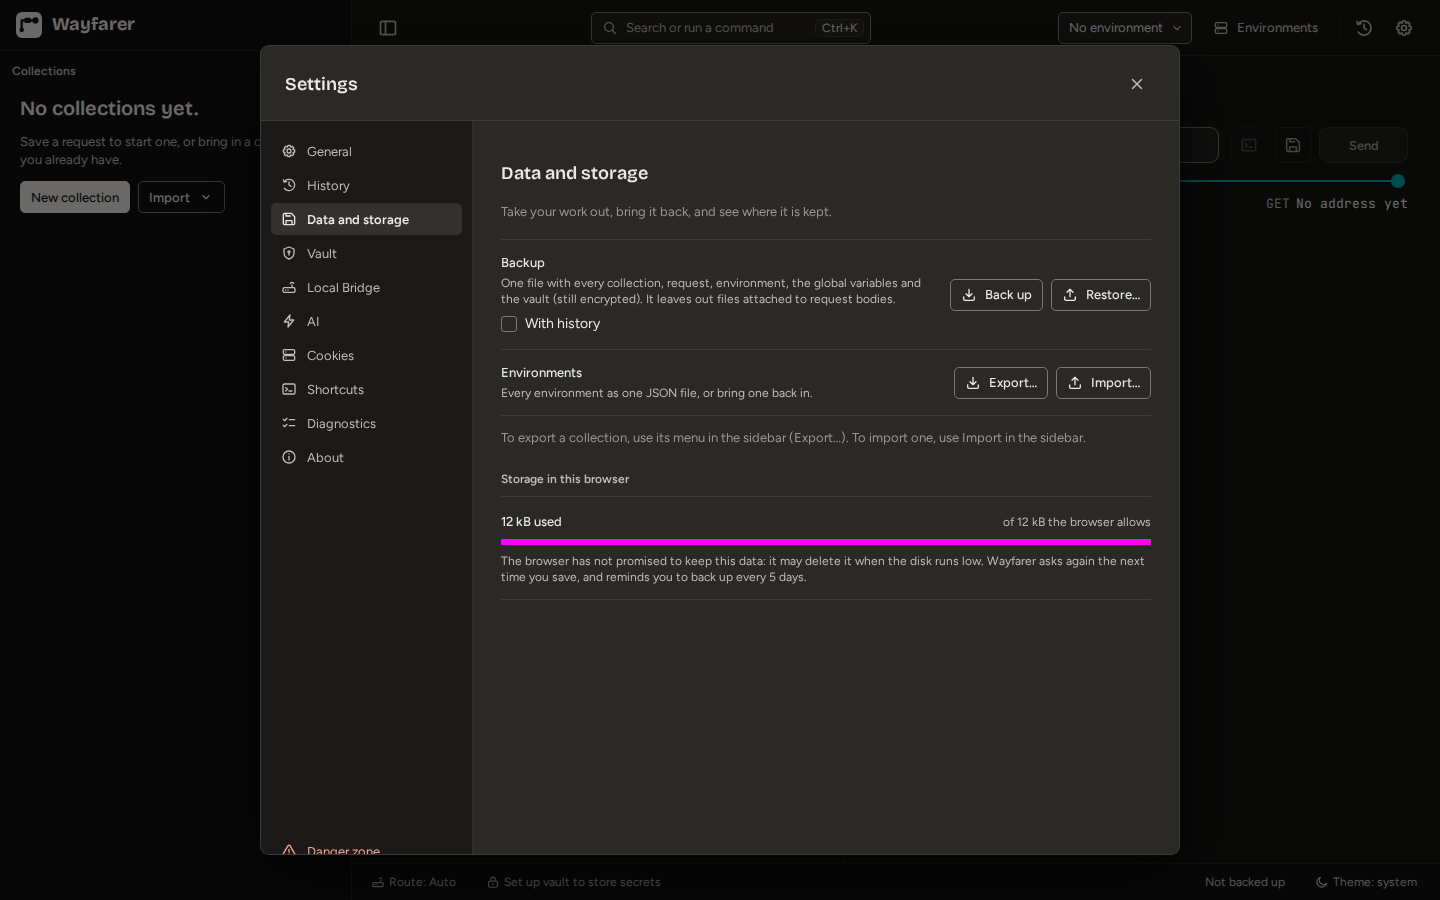 Wayfarer
Search or run a command
Ctrl+K
No environment
Environments
Collections
No collections yet.
Save a request to start one, or bring in a c
you already have.
New collection
Import
Send
GET No address yet
Settings
General
History
Data and storage
Vault
Local Bridge
AI
Cookies
Shortcuts
Diagnostics
About
Danger zone
Data and storage
Take your work out, bring it back, and see where it is kept.
Backup
One file with every collection, request, environment, the global variables and
the vault (still encrypted). It leaves out files attached to request bodies.
With history
Back up
Restore...
Environments
Every environment as one JSON file, or bring one back in.
Export...
Import...
To export a collection, use its menu in the sidebar (Export...). To import one, use Import in the sidebar.
Storage in this browser
12 kB used
of 12 kB the browser allows
The browser has not promised to keep this data: it may delete it when the disk runs low. Wayfarer asks again the next
time you save, and reminds you to back up every 5 days.
Route: Auto
Set up vault to store secrets
Not backed up
Theme: system